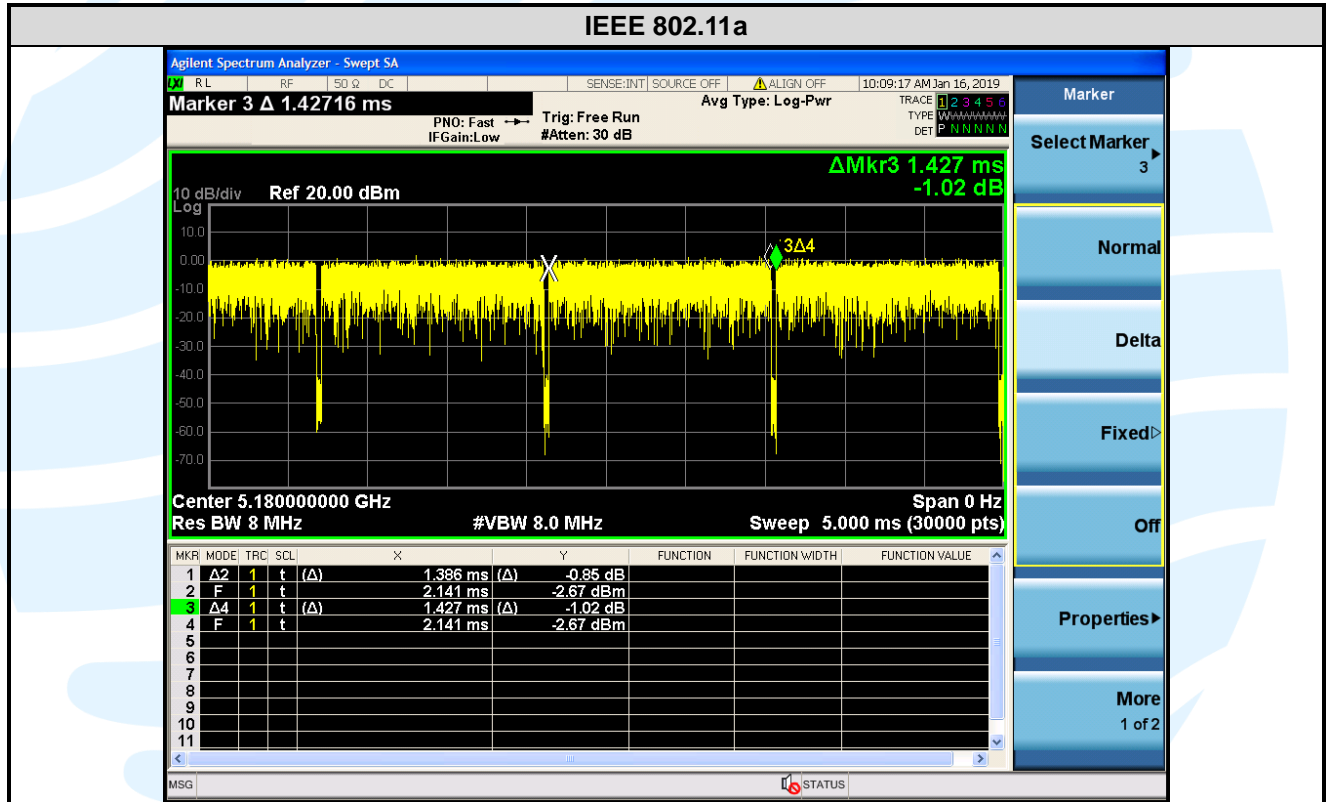 IEEE 802.11a
Agilent Spectrum Analyzer - Swept SA
LXI RL RF 50 Ω DC SENSE:INT SOURCE OFF ⚠ALIGN OFF 10:09:17 AM Jan 16, 2019
Marker 3 Δ 1.42716 ms
PNO: Fast
IFGain:Low
Trig: Free Run
#Atten: 30 dB
Avg Type: Log-Pwr
TRACE 1 2 3 4 5 6
TYPE
DET P N N N N N
ΔMkr3 1.427 ms
-1.02 dB
10 dB/div Ref 20.00 dBm
Log
10.0
0.00
-10.0
-20.0
-30.0
-40.0
-50.0
-60.0
-70.0
3Δ4
Center 5.180000000 GHz Span 0 Hz
Res BW 8 MHz #VBW 8.0 MHz Sweep 5.000 ms (30000 pts)
MKR MODE TRC SCL X Y FUNCTION FUNCTION WIDTH FUNCTION VALUE
1 Δ2 1 t (Δ) 1.386 ms (Δ) -0.85 dB
2 F 1 t 2.141 ms -2.67 dBm
3 Δ4 1 t (Δ) 1.427 ms (Δ) -1.02 dB
4 F 1 t 2.141 ms -2.67 dBm
5
6
7
8
9
10
11
MSG STATUS
Marker
Select Marker
3
Normal
Delta
Fixed
Off
Properties
More
1 of 2